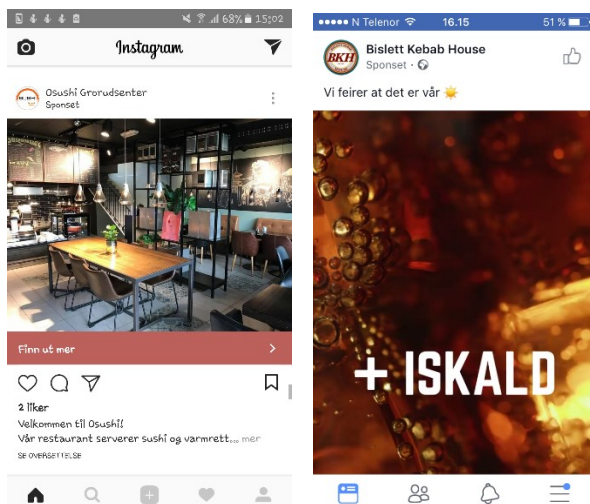 68% 15:02
Instagram
Osushi Grorudsenter
Sponset
Finn ut mer
2 liker
Velkommen til Osushi!
Vår restaurant serverer sushi og varmrett... mer
SE OVERSETTELSE
N Telenor 16.15 51 %
BKH
Bislett Kebab House
Sponset
Vi feirer at det er vår
+ ISKALD